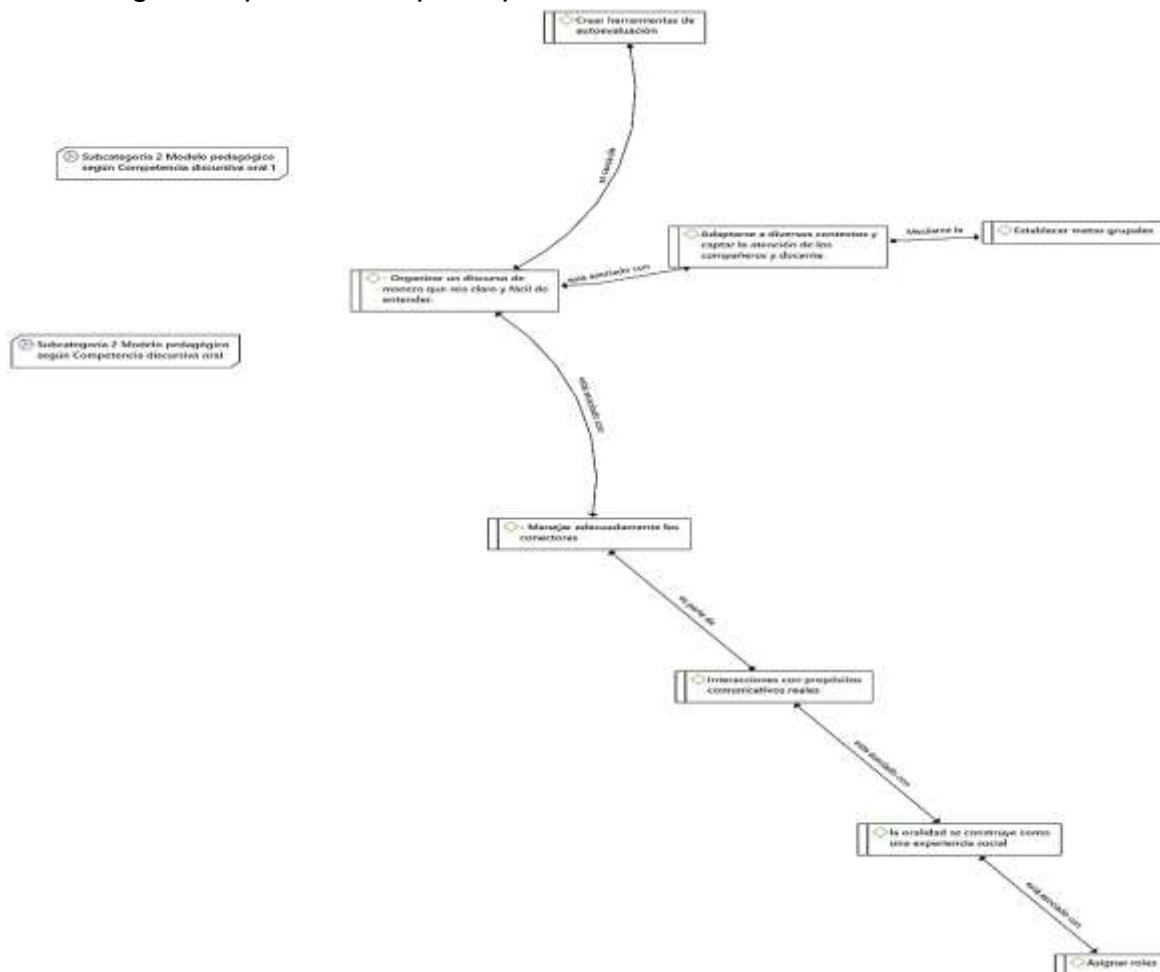 Crear herramientas de
autoevaluación
Subcategoría 2 Modelo pedagógico
según Competencia discursiva oral 1
Adaptarse a diversos contextos y
captar la atención de los
compañeros y docente
Mediante la
Establecer metas grupales
está asociado con
- Organizar un discurso de
manera que sea claro y fácil de
entender.
Subcategoría 2 Modelo pedagógico
según Competencia discursiva oral
está asociado con
- Manejar adecuadamente los
conectores
es parte de
Interacciones con propósitos
comunicativos reales
está asociado con
la oralidad se construye como
una experiencia social
está asociado con
Asignar roles